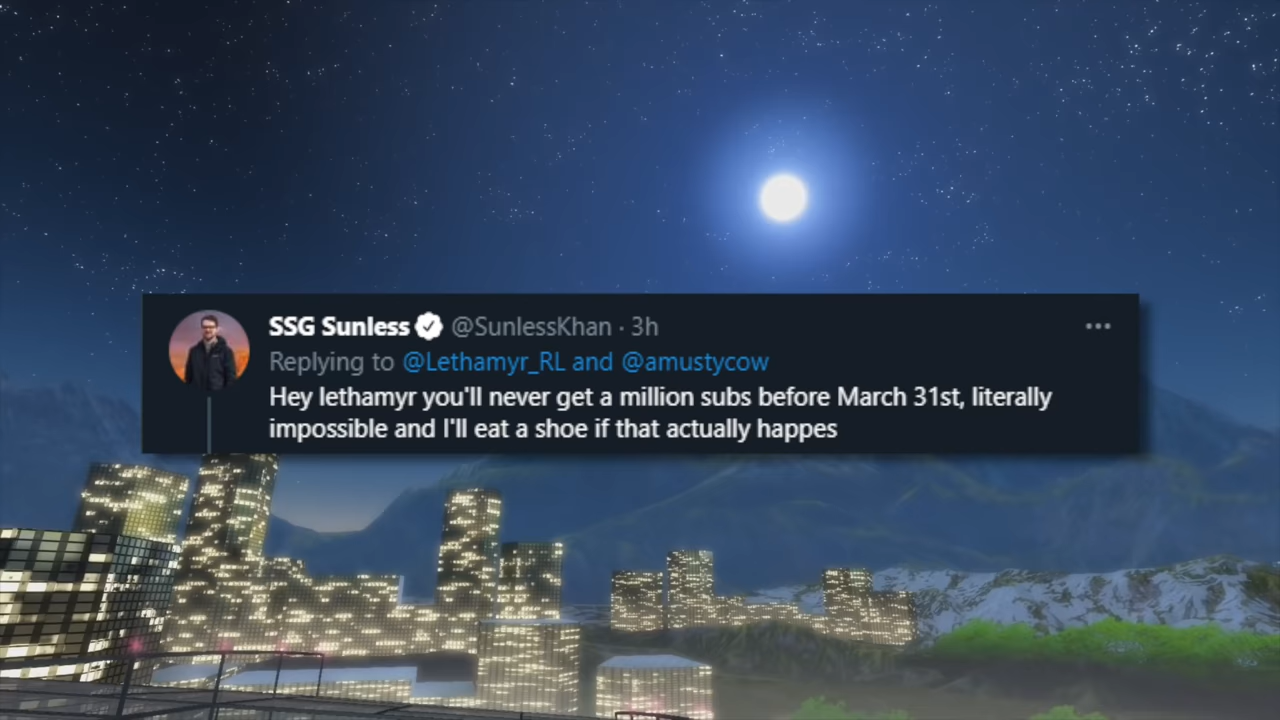 SSG Sunless @SunlessKhan · 3h
Replying to @Lethamyr_RL and @amustycow
Hey lethamyr you'll never get a million subs before March 31st, literally
impossible and I'll eat a shoe if that actually happes